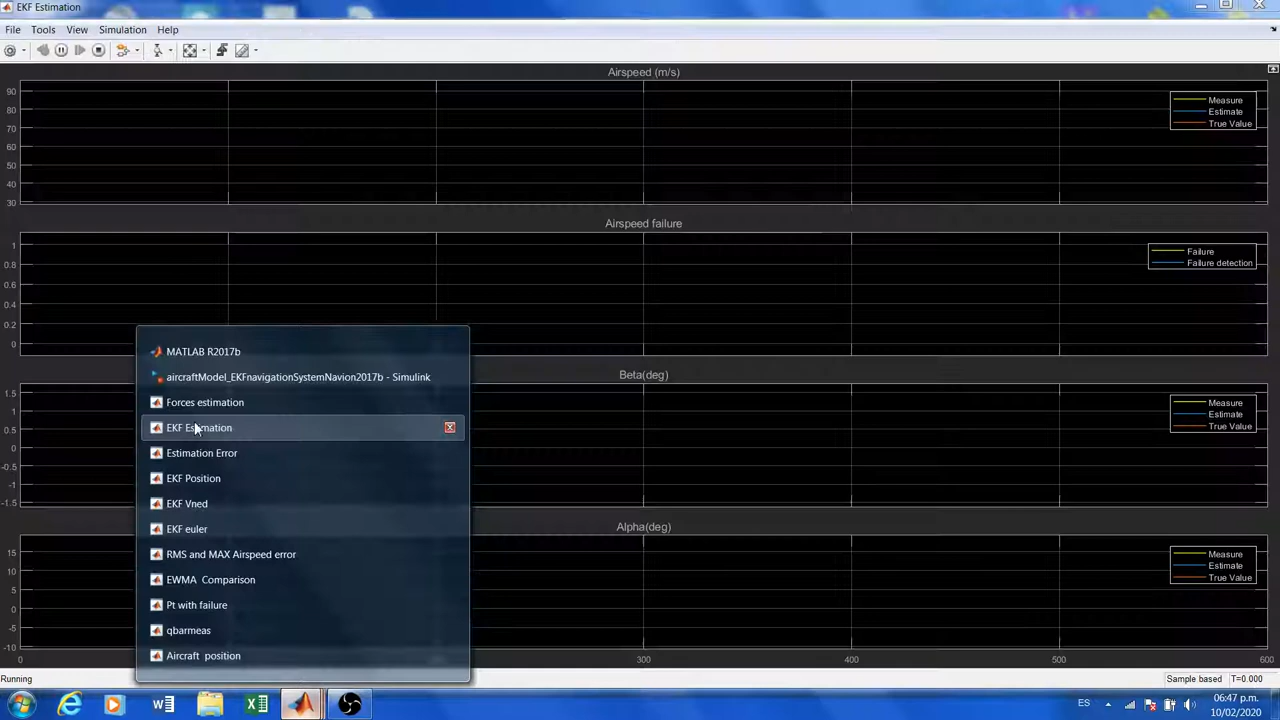 EKF Estimation
File Tools View Simulation Help
Airspeed (m/s)
90
80
70
60
50
40
30
Measure
Estimate
True Value
Airspeed failure
1
0.8
0.6
0.4
0.2
0
Failure
Failure detection
Beta(deg)
1.5
1
0.5
0
-0.5
-1
-1.5
Measure
Estimate
True Value
Alpha(deg)
15
10
5
0
-5
-10
Measure
Estimate
True Value
0 300 400 500 600
MATLAB R2017b
aircraftModel_EKFnavigationSystemNavion2017b - Simulink
Forces estimation
EKF Estimation
Estimation Error
EKF Position
EKF Vned
EKF euler
RMS and MAX Airspeed error
EWMA Comparison
Pt with failure
qbarmeas
Aircraft position
Running
Sample based T=0.000
ES
06:47 p.m.
10/02/2020